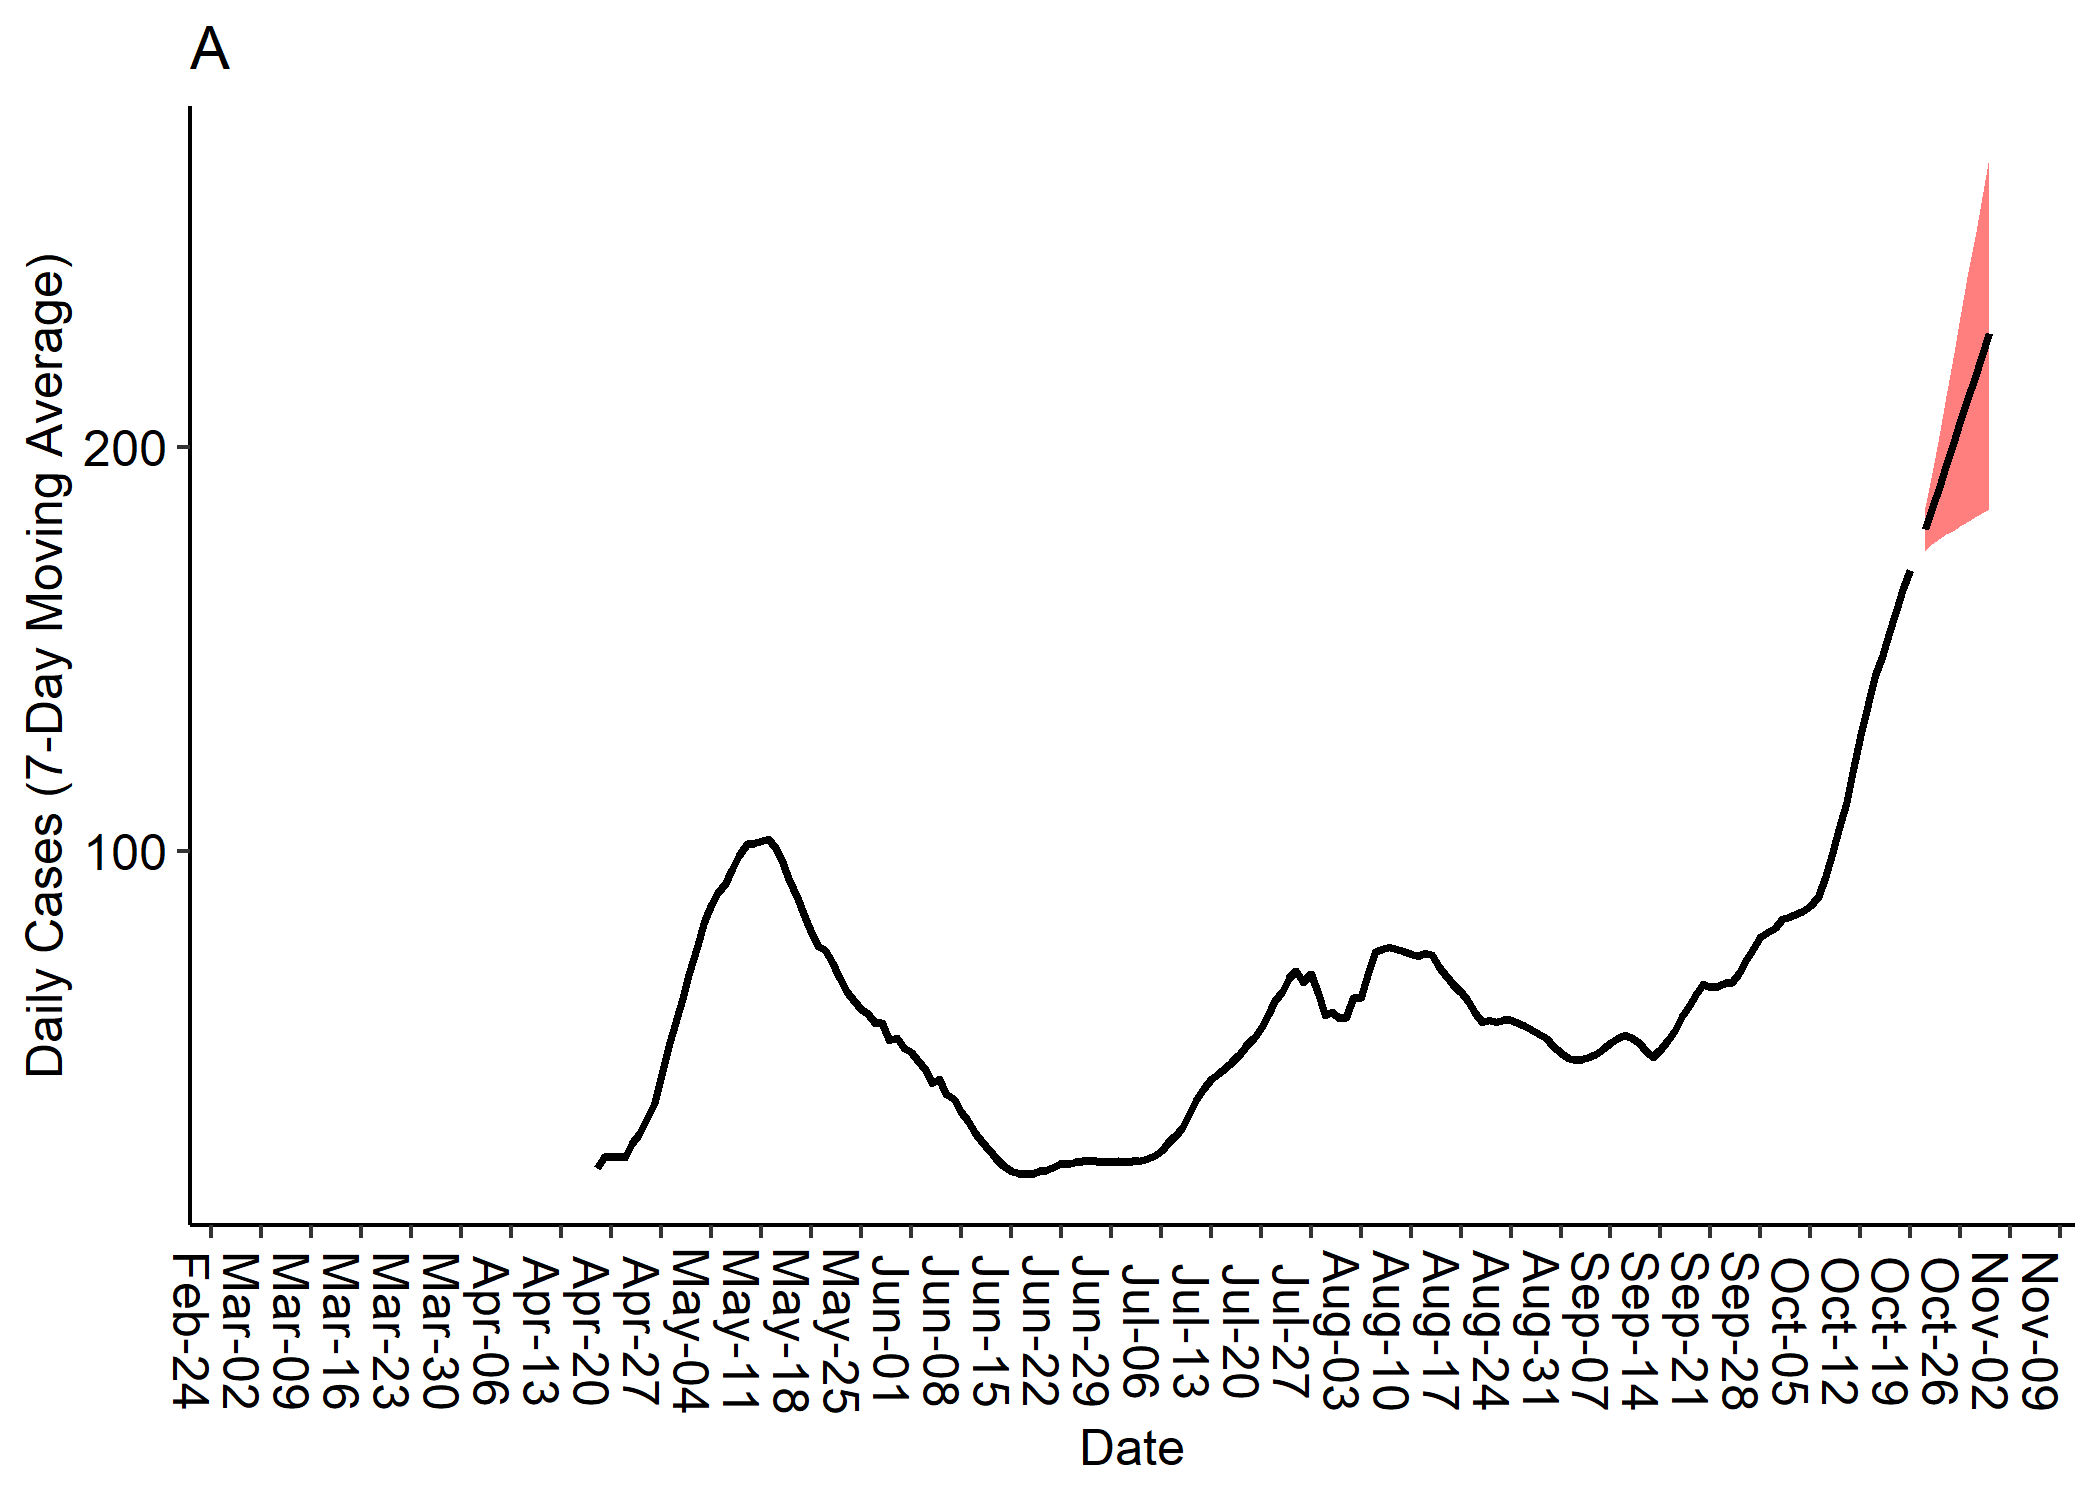 A
Daily Cases (7-Day Moving Average)
200
100
Feb-24
Mar-02
Mar-09
Mar-16
Mar-23
Mar-30
Apr-06
Apr-13
Apr-20
Apr-27
May-04
May-11
May-18
May-25
Jun-01
Jun-08
Jun-15
Jun-22
Jun-29
Jul-06
Jul-13
Jul-20
Jul-27
Aug-03
Aug-10
Aug-17
Aug-24
Aug-31
Sep-07
Sep-14
Sep-21
Sep-28
Oct-05
Oct-12
Oct-19
Oct-26
Nov-02
Nov-09
Date